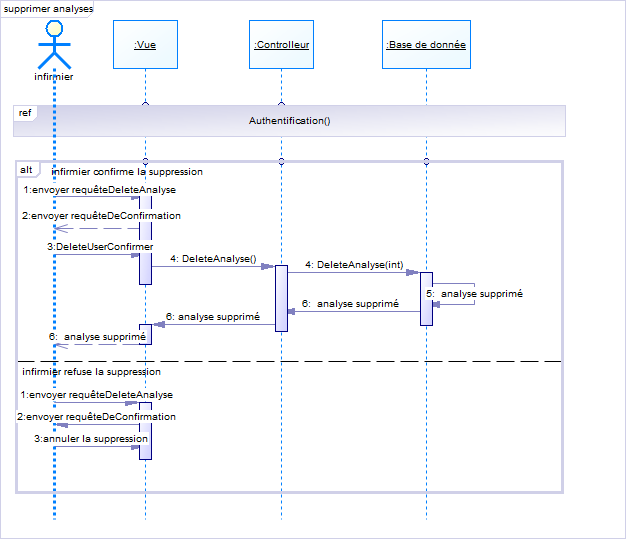 supprimer analyses
:Vue
:Controlleur
:Base de donnée
infirmier
ref
Authentification()
alt
infirmier confirme la suppression
1:envoyer requêteDeleteAnalyse
2:envoyer requêteDeConfirmation
3:DeleteUserConfirmer
4: DeleteAnalyse()
4: DeleteAnalyse(int)
5: analyse supprimé
6: analyse supprimé
6: analyse supprimé
6: analyse supprimé
infirmier refuse la suppression
1:envoyer requêteDeleteAnalyse
2:envoyer requêteDeConfirmation
3:annuler la suppression